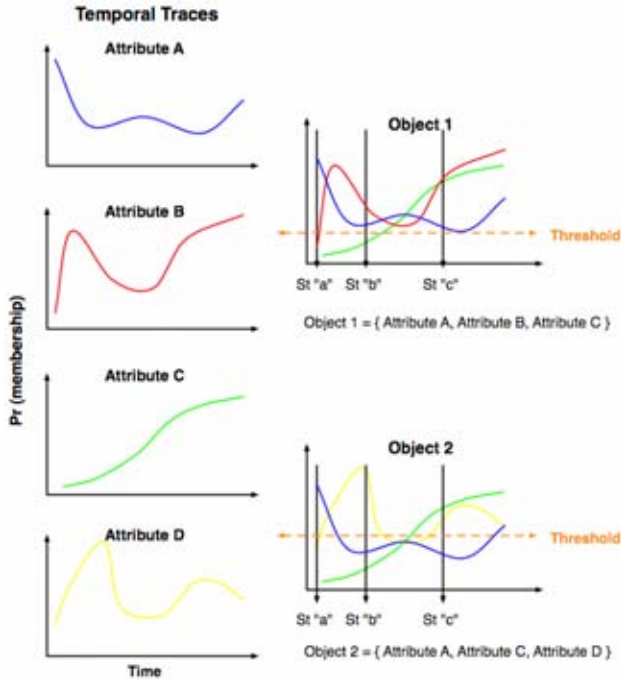 Temporal Traces
Attribute A
Attribute B
Attribute C
Attribute D
Pr (membership)
Time
Object 1
Threshold
St "a" St "b" St "c"
Object 1 = { Attribute A, Attribute B, Attribute C }
Object 2
Threshold
St "a" St "b" St "c"
Object 2 = { Attribute A, Attribute C, Attribute D }